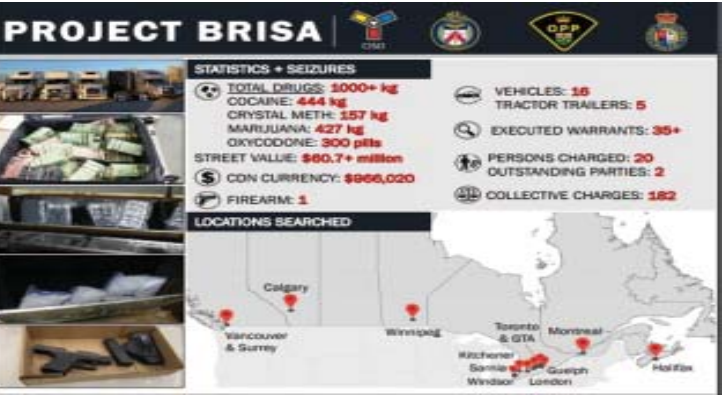 PROJECT BRISA
CISO
OPP
STATISTICS + SEIZURES
TOTAL DRUGS: 1000+ kg
COCAINE: 444 kg
CRYSTAL METH: 157 kg
MARIJUANA: 427 kg
OXYCODONE: 300 pills
STREET VALUE: $60.7+ million
CDN CURRENCY: $966,020
FIREARM: 1
VEHICLES: 16
TRACTOR TRAILERS: 5
EXECUTED WARRANTS: 35+
PERSONS CHARGED: 20
OUTSTANDING PARTIES: 2
COLLECTIVE CHARGES: 182
LOCATIONS SEARCHED
Calgary
Vancouver
& Surrey
Winnipeg
Toronto
& GTA
Montreal
Kitchener
Sarnia
Guelph
Windsor
London
Halifax